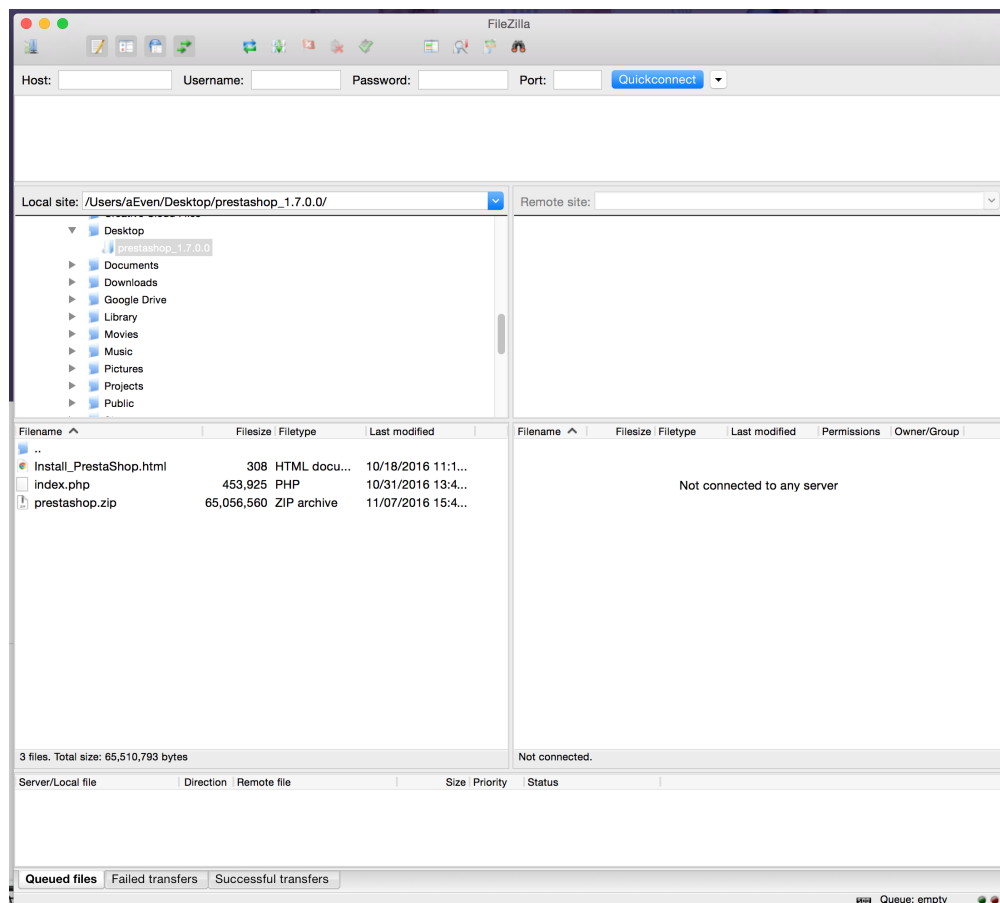 FileZilla
Host: Username: Password: Port: Quickconnect
Local site: /Users/aEven/Desktop/prestashop_1.7.0.0/
Remote site:
Desktop
prestashop_1.7.0.0
Documents
Downloads
Google Drive
Library
Movies
Music
Pictures
Projects
Public
Filename Filesize Filetype Last modified
..
Install_PrestaShop.html 308 HTML docu... 10/18/2016 11:1...
index.php 453,925 PHP 10/31/2016 13:4...
prestashop.zip 65,056,560 ZIP archive 11/07/2016 15:4...
3 files. Total size: 65,510,793 bytes
Filename Filesize Filetype Last modified Permissions Owner/Group
Not connected to any server
Not connected.
Server/Local file Direction Remote file Size Priority Status
Queued files Failed transfers Successful transfers
Queue: empty